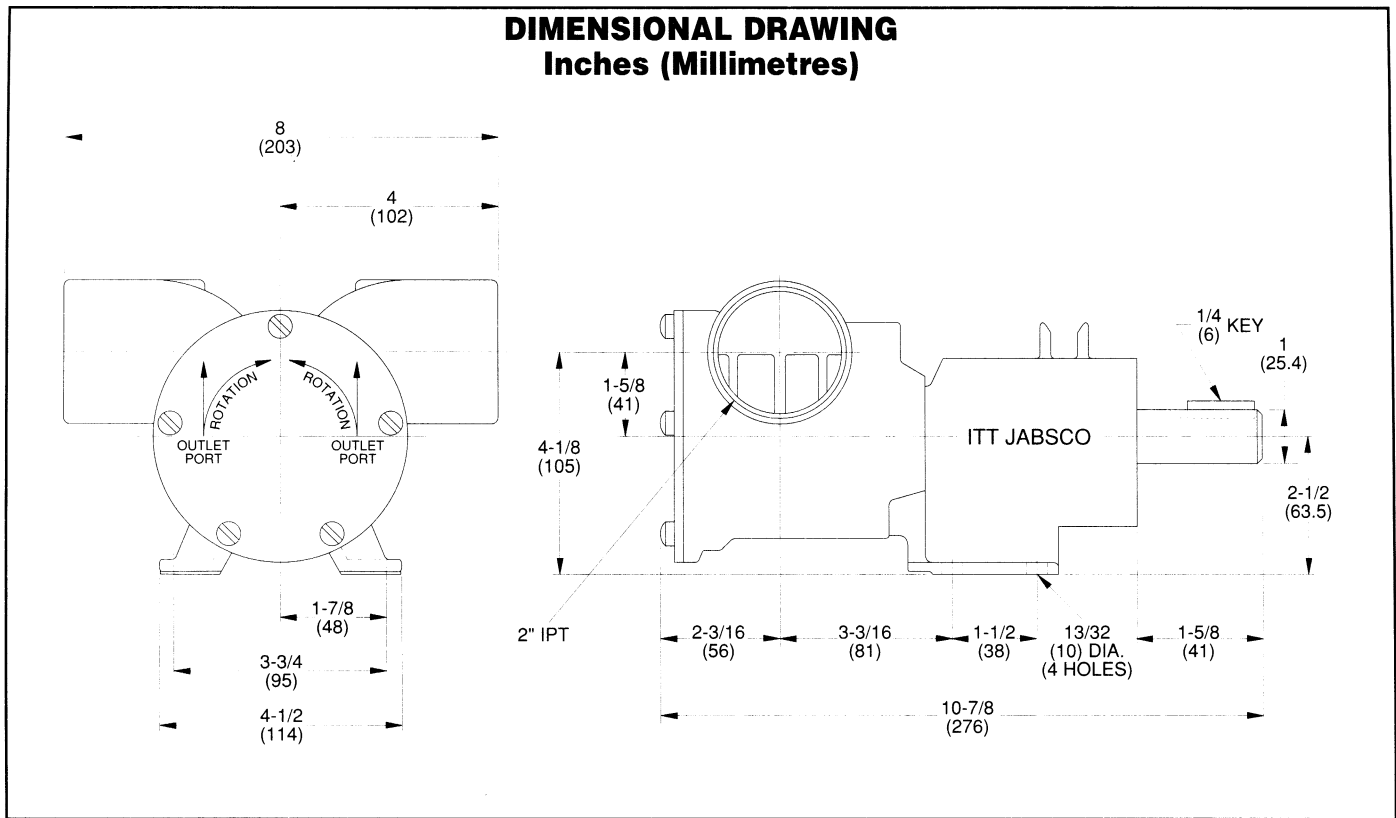 DIMENSIONAL DRAWING
Inches (Millimetres)
8
(203)
4
(102)
ROTATION
ROTATION
OUTLET
PORT
OUTLET
PORT
1-7/8
(48)
3-3/4
(95)
4-1/2
(114)
1-5/8
(41)
4-1/8
(105)
2" IPT
ITT JABSCO
1/4
(6) KEY
1
(25.4)
2-1/2
(63.5)
2-3/16
(56)
3-3/16
(81)
1-1/2
(38)
13/32
(10) DIA.
(4 HOLES)
1-5/8
(41)
10-7/8
(276)